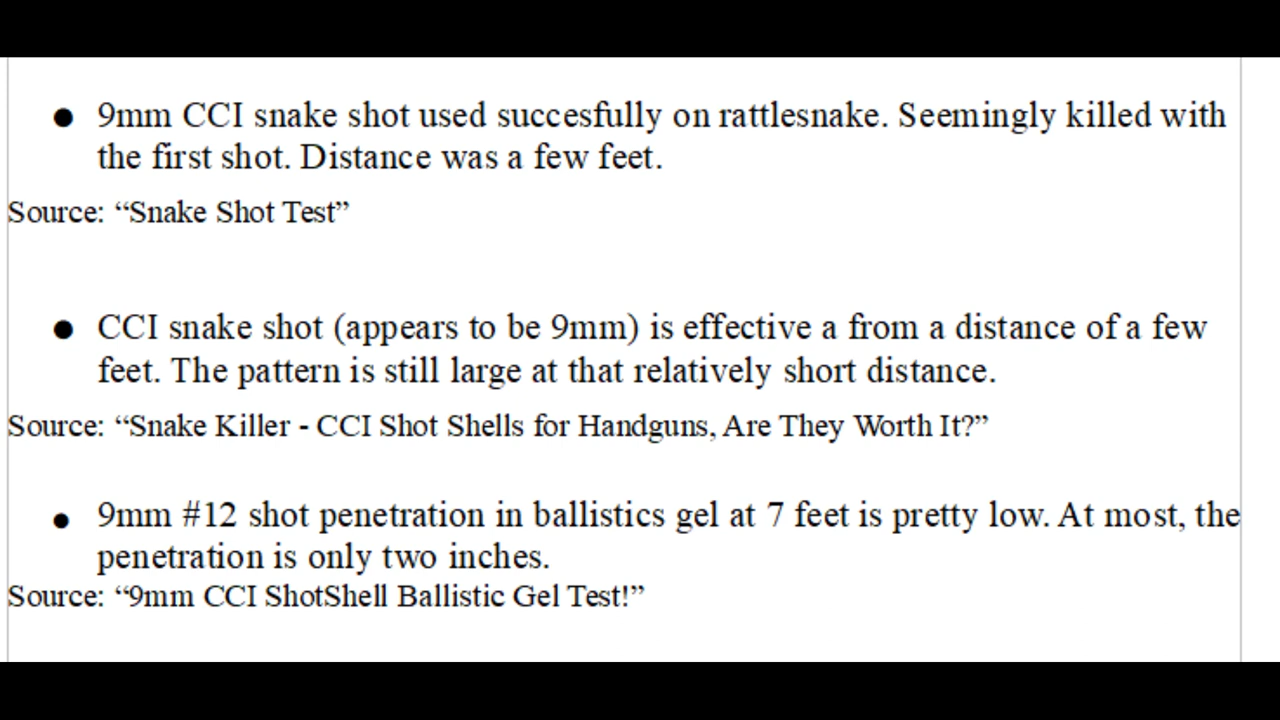 ● 9mm CCI snake shot used succesfully on rattlesnake. Seemingly killed with
the first shot. Distance was a few feet.
Source: “Snake Shot Test”
● CCI snake shot (appears to be 9mm) is effective a from a distance of a few
feet. The pattern is still large at that relatively short distance.
Source: “Snake Killer - CCI Shot Shells for Handguns, Are They Worth It?”
● 9mm #12 shot penetration in ballistics gel at 7 feet is pretty low. At most, the
penetration is only two inches.
Source: “9mm CCI ShotShell Ballistic Gel Test!”